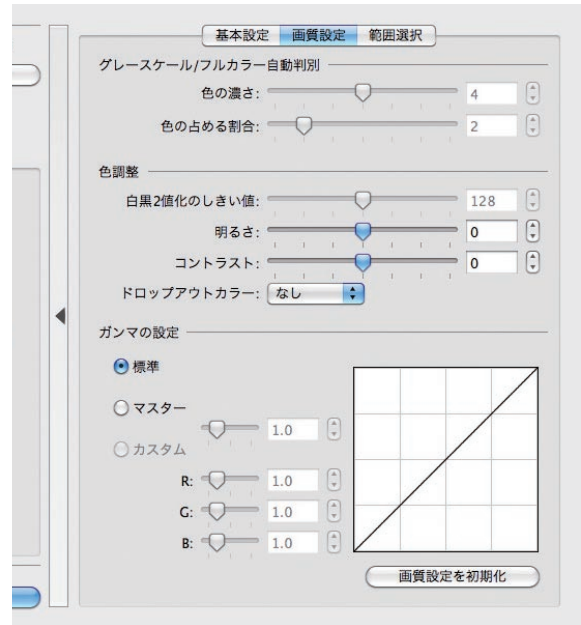 基本設定 画質設定 範囲選択
グレースケール/フルカラー自動判別
色の濃さ: 4
色の占める割合: 2
色調整
白黒2値化のしきい値: 128
明るさ: 0
コントラスト: 0
ドロップアウトカラー: なし
ガンマの設定
標準
マスター
1.0
カスタム
R: 1.0
G: 1.0
B: 1.0
画質設定を初期化